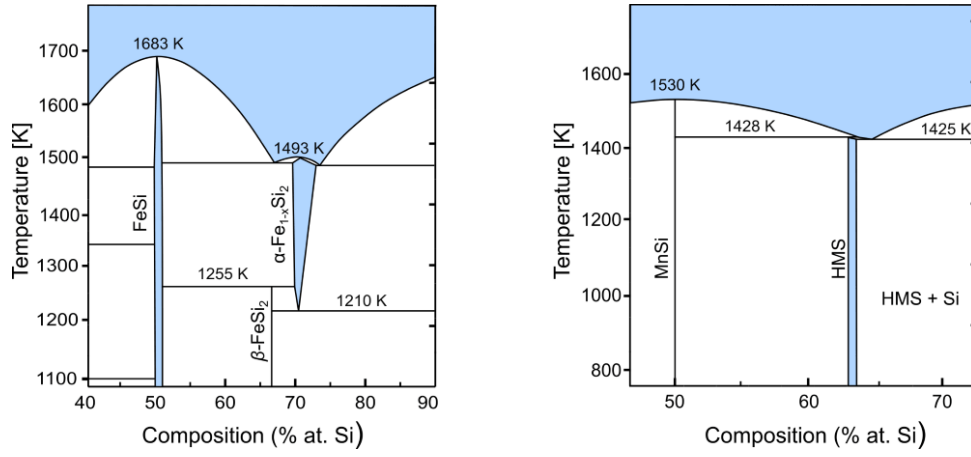 1683 K
1493 K
1255 K
1210 K
FeSi
α-Fe1-xSi2
β-FeSi2
1700
1600
1500
1400
1300
1200
1100
Temperature [K]
40
50
60
70
80
90
Composition (% at. Si)
1530 K
1428 K
1425 K
MnSi
HMS
HMS + Si
1600
1400
1200
1000
800
Temperature [K]
50
60
70
Composition (% at. Si)